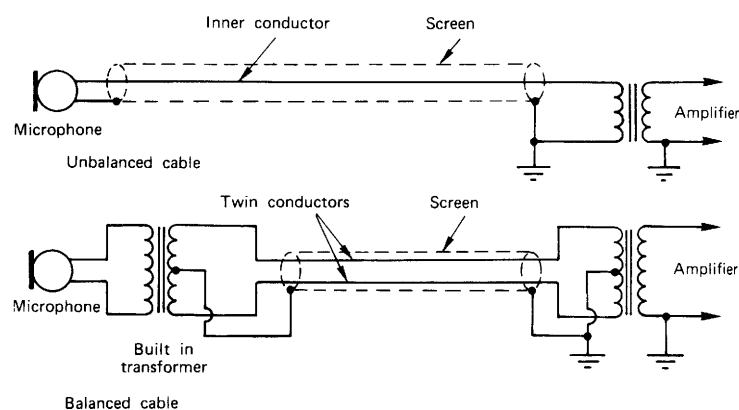 Inner conductor
Screen
Microphone
Amplifier
Unbalanced cable
Twin conductors
Screen
Microphone
Amplifier
Built in
transformer
Balanced cable